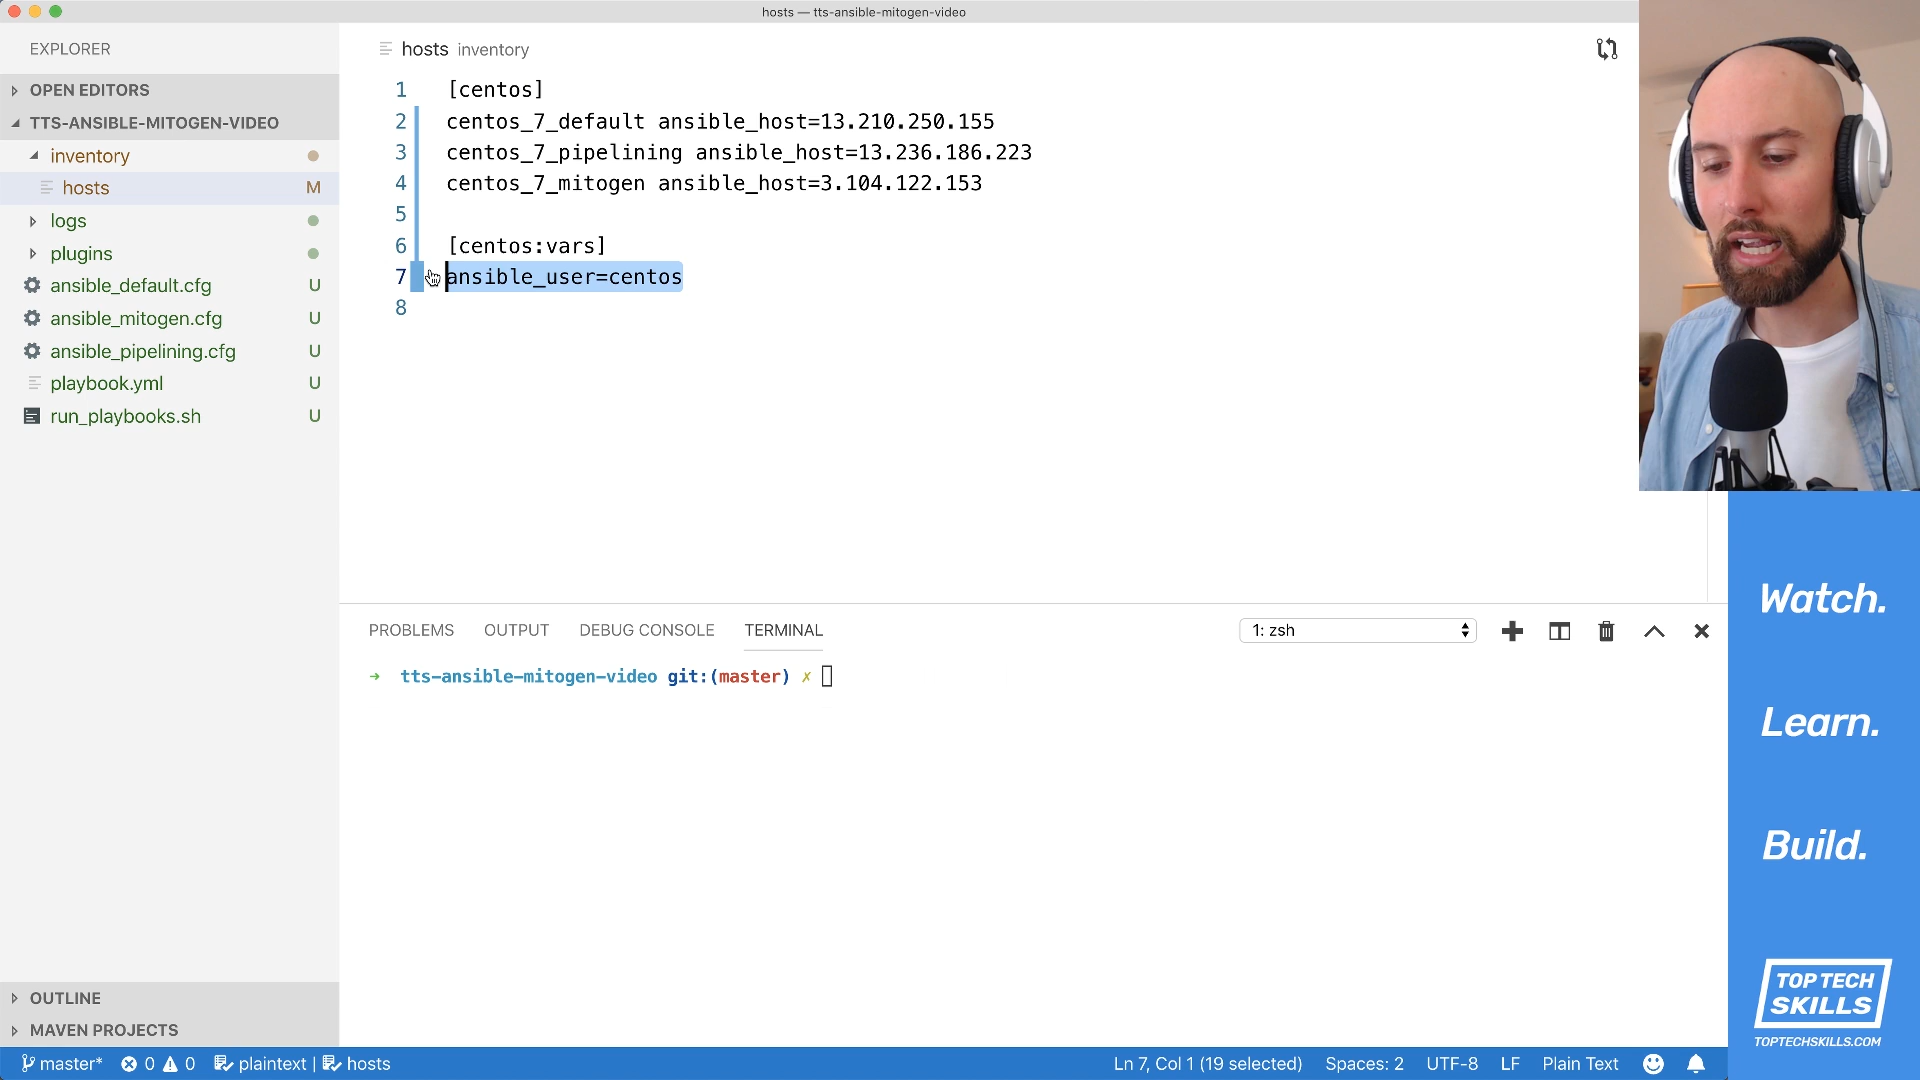 hosts — tts-ansible-mitogen-video
EXPLORER
OPEN EDITORS
TTS-ANSIBLE-MITOGEN-VIDEO
inventory
hosts M
logs
plugins
ansible_default.cfg U
ansible_mitogen.cfg U
ansible_pipelining.cfg U
playbook.yml U
run_playbooks.sh U
OUTLINE
MAVEN PROJECTS
hosts inventory
1 [centos]
2 centos_7_default ansible_host=13.210.250.155
3 centos_7_pipelining ansible_host=13.236.186.223
4 centos_7_mitogen ansible_host=3.104.122.153
5
6 [centos:vars]
7 ansible_user=centos
8
PROBLEMS OUTPUT DEBUG CONSOLE TERMINAL 1: zsh
→ tts-ansible-mitogen-video git:(master) ✗
Watch.
Learn.
Build.
TOP TECH
SKILLS
TOPTECHSKILLS.COM
master* 0 0 plaintext | hosts Ln 7, Col 1 (19 selected) Spaces: 2 UTF-8 LF Plain Text